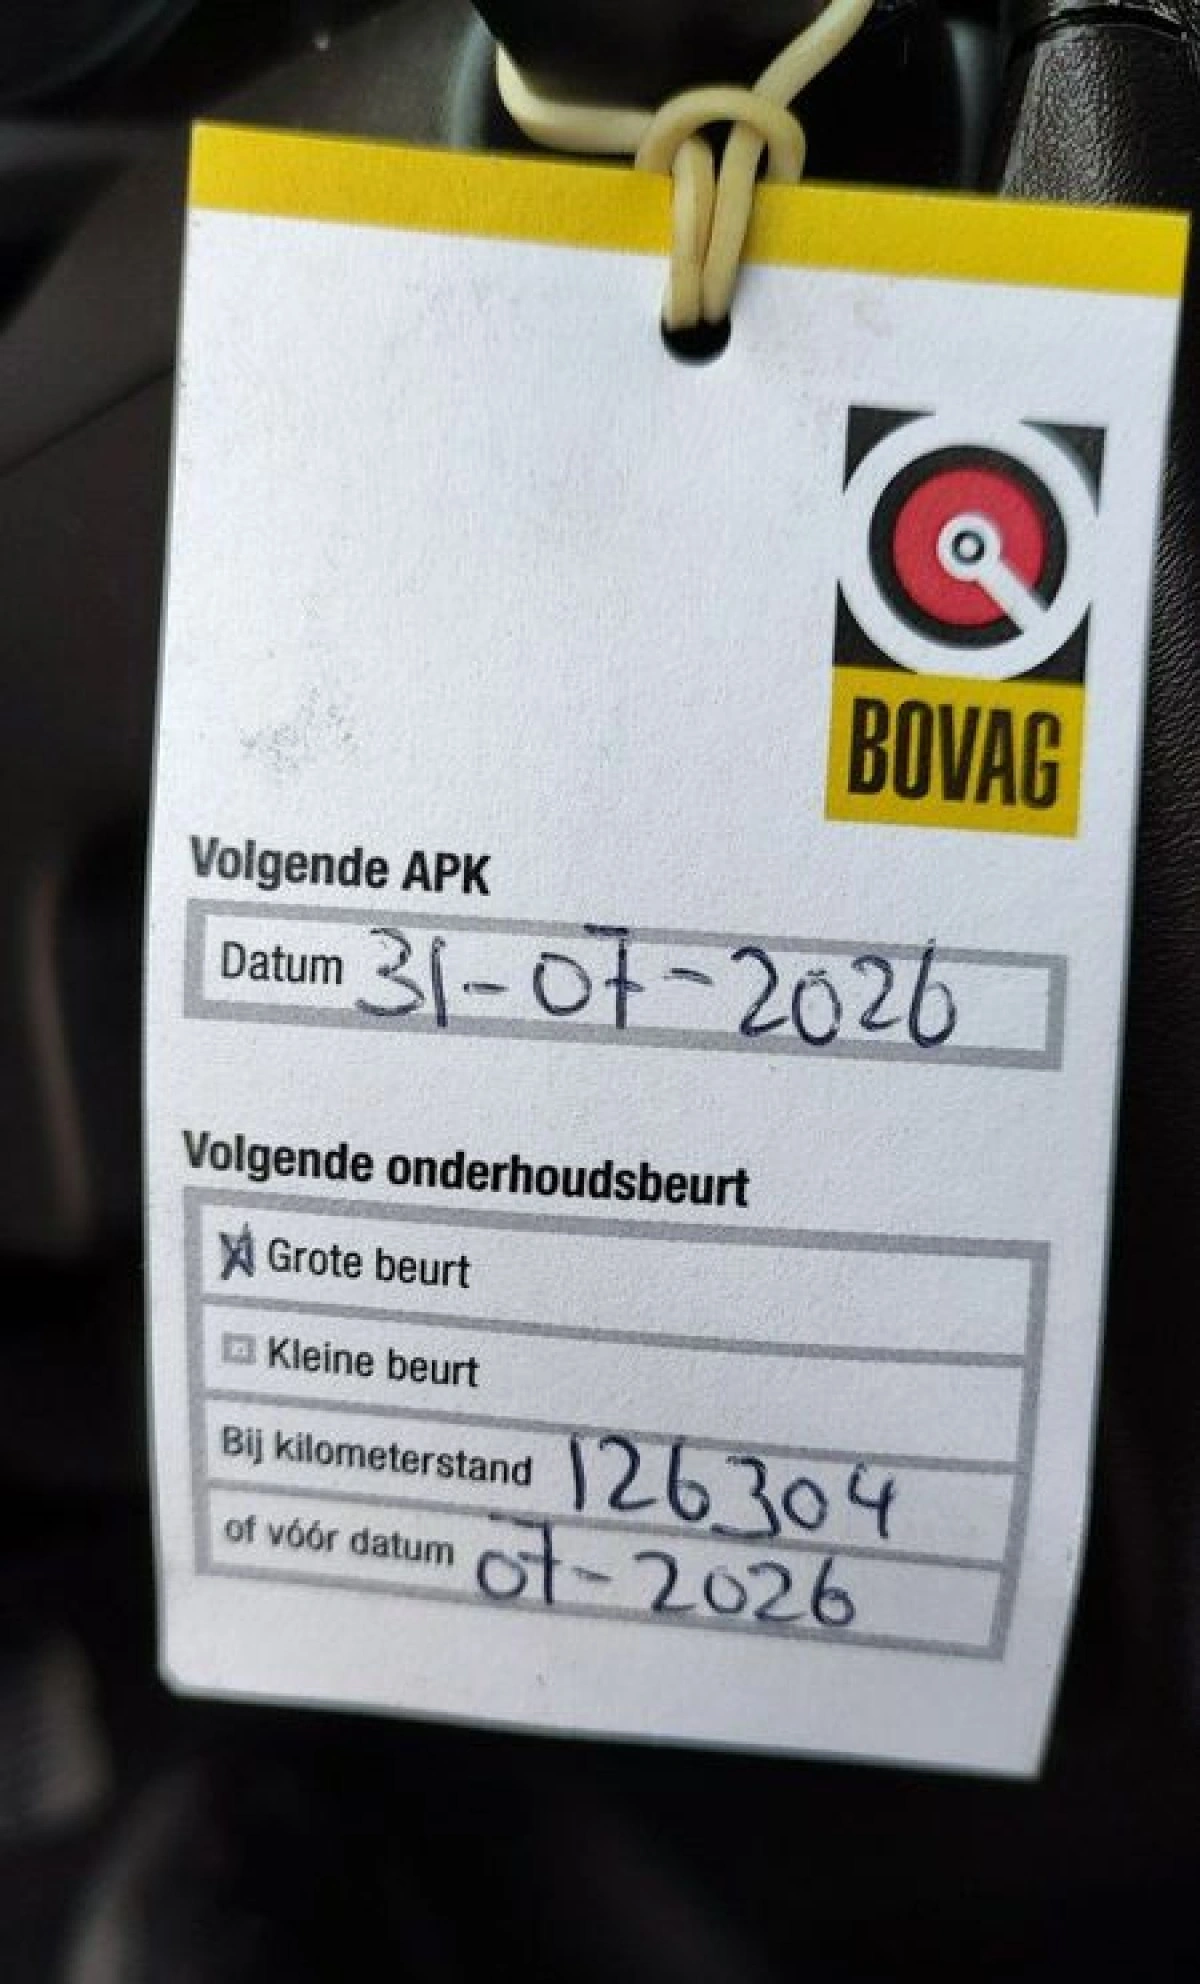 BOVAG
Volgende APK
Datum 31-07-2026
Volgende onderhoudsbeurt
Grote beurt
Kleine beurt
Bij kilometerstand 126304
of vóór datum 07-2026